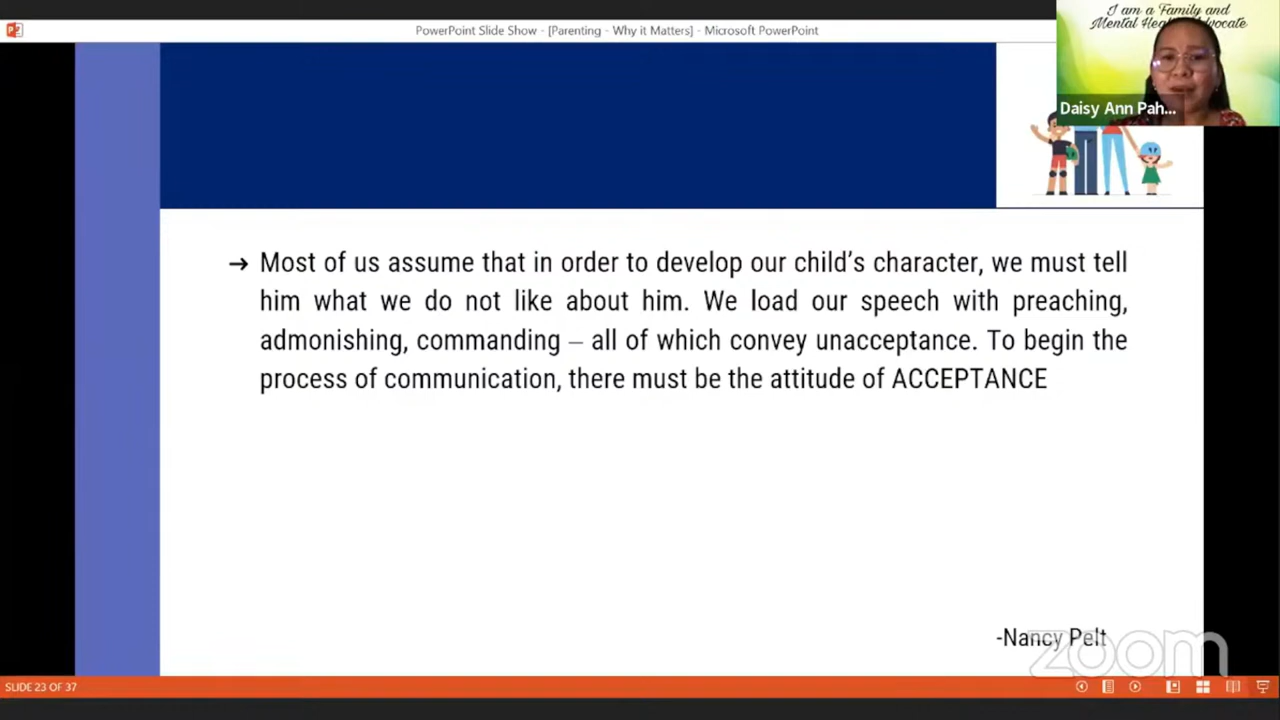 PowerPoint Slide Show - [Parenting - Why it Matters] - Microsoft PowerPoint
I am a Family and
Mental Advocate
Daisy Ann Pah...
→ Most of us assume that in order to develop our child’s character, we must tell
him what we do not like about him. We load our speech with preaching,
admonishing, commanding – all of which convey unacceptance. To begin the
process of communication, there must be the attitude of ACCEPTANCE
-Nancy Pelt
zoom
SLIDE 23 OF 37